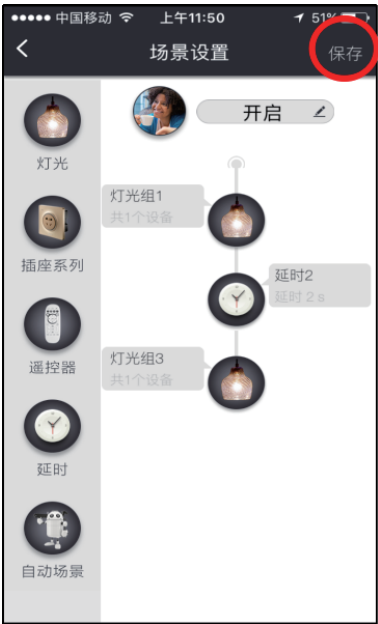 中国移动 上午11:50 51%
场景设置 保存
开启
灯光
灯光组1
共1个设备
插座系列
延时2
延时 2 s
遥控器
灯光组3
共1个设备
延时
自动场景